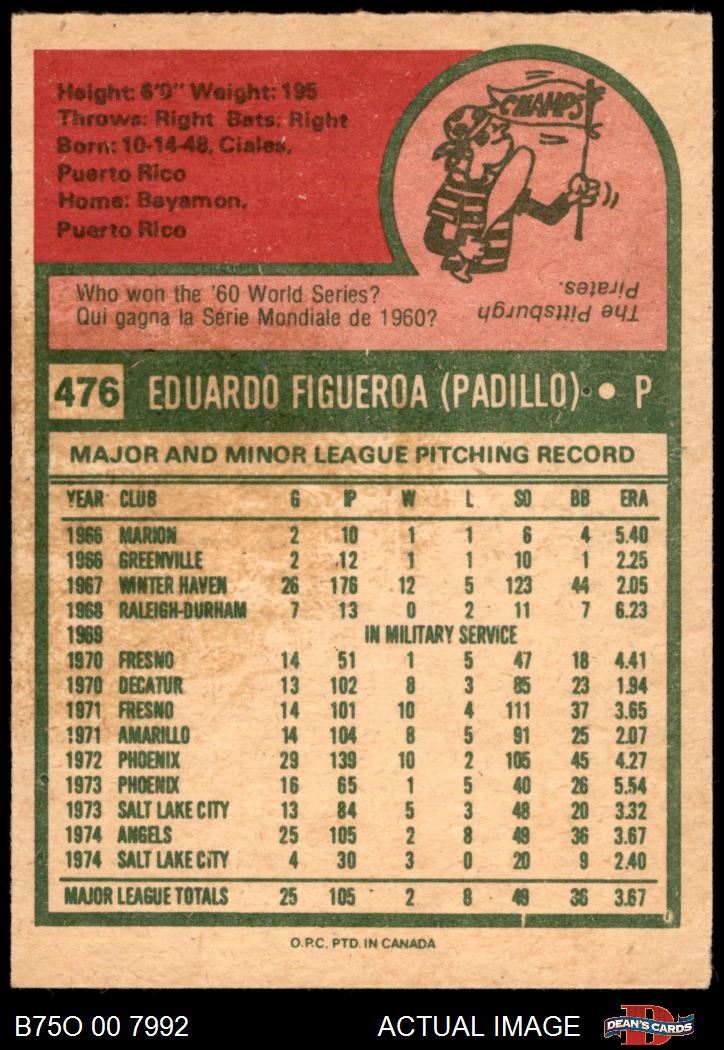 Height: 6'0" Weight: 195
Throws: Right Bats: Right
Born: 10-14-48, Ciales,
Puerto Rico
Home: Bayamon,
Puerto Rico
CHAMPS
Who won the '60 World Series?
Qui gagna la Série Mondiale de 1960?
The Pittsburgh
Pirates.
476 EDUARDO FIGUEROA (PADILLO) • P
MAJOR AND MINOR LEAGUE PITCHING RECORD
YEAR CLUB G IP W L SO BB ERA
1966 MARION 2 10 1 1 6 4 5.40
1966 GREENVILLE 2 12 1 1 10 1 2.25
1967 WINTER HAVEN 26 176 12 5 123 44 2.05
1968 RALEIGH-DURHAM 7 13 0 2 11 7 6.23
1969 IN MILITARY SERVICE
1970 FRESNO 14 51 1 5 47 18 4.41
1970 DECATUR 13 102 8 3 85 23 1.94
1971 FRESNO 14 101 10 4 111 37 3.65
1971 AMARILLO 14 104 8 5 91 25 2.07
1972 PHOENIX 29 139 10 2 105 45 4.27
1973 PHOENIX 16 65 1 5 40 26 5.54
1973 SALT LAKE CITY 13 84 5 3 48 20 3.32
1974 ANGELS 25 105 2 8 49 36 3.67
1974 SALT LAKE CITY 4 30 3 0 20 9 2.40
MAJOR LEAGUE TOTALS 25 105 2 8 49 36 3.67
O.P.C. PTD. IN CANADA
B75O 00 7992 ACTUAL IMAGE DEAN'S CARDS